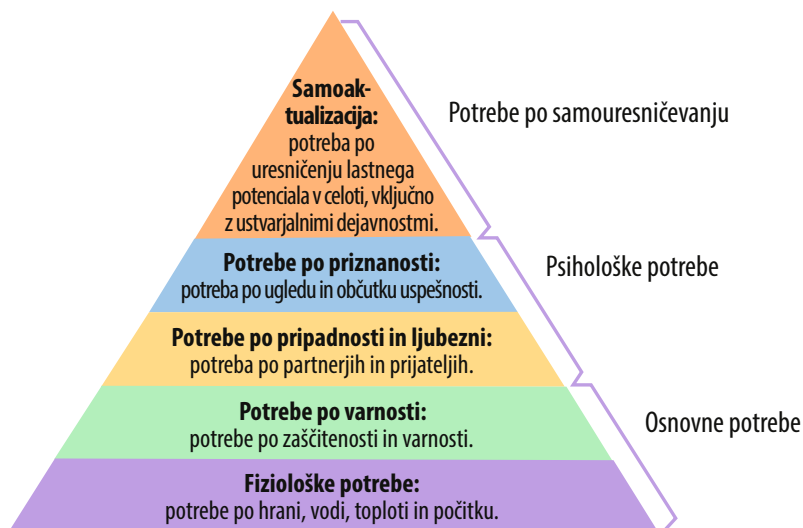 Samoak-
tualizacija:
potreba po
uresničenju lastnega
potenciala v celoti, vključno
z ustvarjalnimi dejavnostmi.
Potrebe po samouresničevanju
Potrebe po priznanosti:
potreba po ugledu in občutku uspešnosti.
Psihološke potrebe
Potrebe po pripadnosti in ljubezni:
potreba po partnerjih in prijateljih.
Potrebe po varnosti:
potrebe po zaščitenosti in varnosti.
Osnovne potrebe
Fiziološke potrebe:
potrebe po hrani, vodi, toploti in počitku.